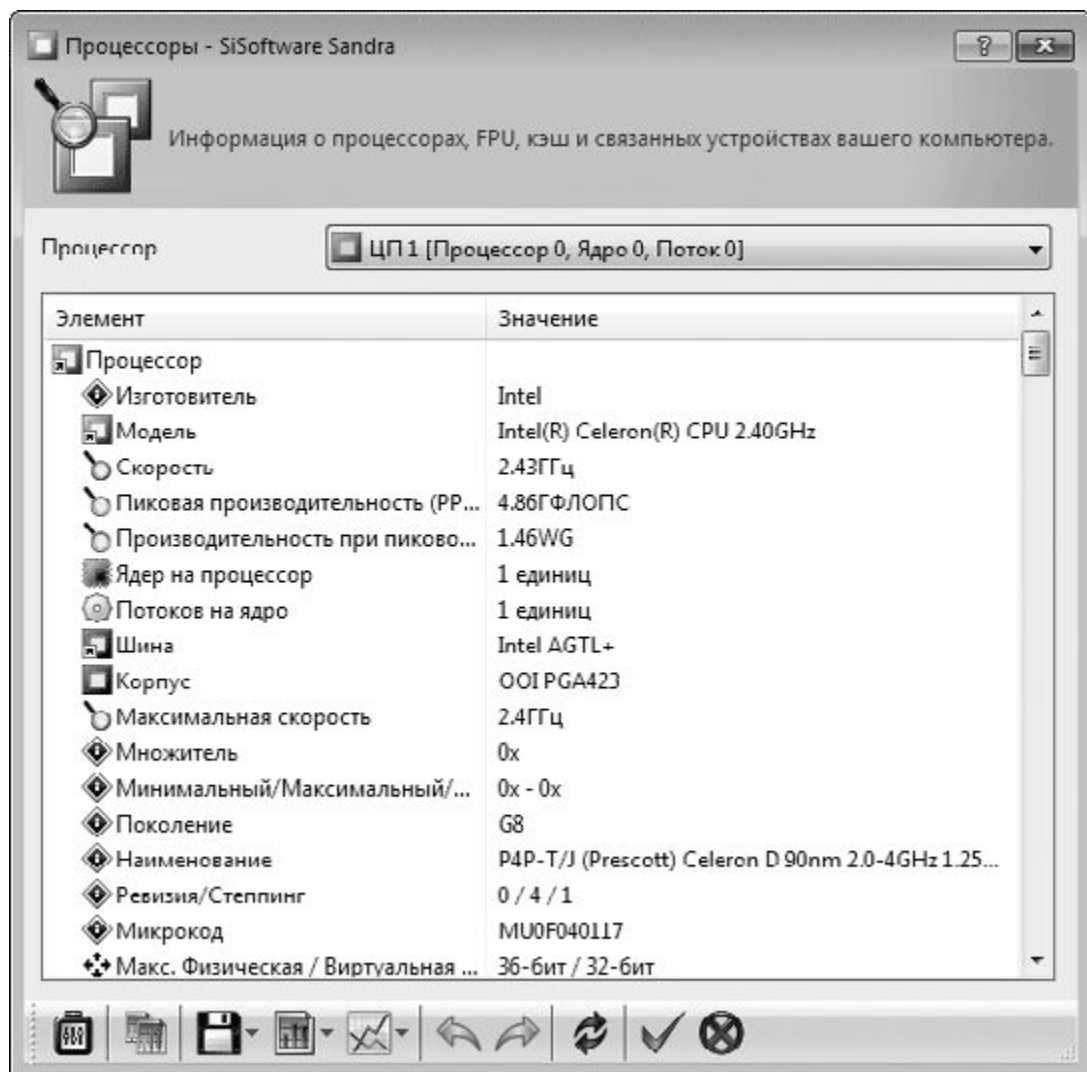 Процессоры - SiSoftware Sandra
Информация о процессорах, FPU, кэш и связанных устройствах вашего компьютера.
Процессор
ЦП 1 [Процессор 0, Ядро 0, Поток 0]
Элемент Значение
Процессор
Изготовитель Intel
Модель Intel(R) Celeron(R) CPU 2.40GHz
Скорость 2.43ГГц
Пиковая производительность (PP... 4.86ГФЛОПС
Производительность при пиково... 1.46WG
Ядер на процессор 1 единиц
Потоков на ядро 1 единиц
Шина Intel AGTL+
Корпус OOI PGA423
Максимальная скорость 2.4ГГц
Множитель 0x
Минимальный/Максимальный/... 0x - 0x
Поколение G8
Наименование P4P-T/J (Prescott) Celeron D 90nm 2.0-4GHz 1.25...
Ревизия/Степпинг 0 / 4 / 1
Микрокод MU0F040117
Макс. Физическая / Виртуальная ... 36-бит / 32-бит